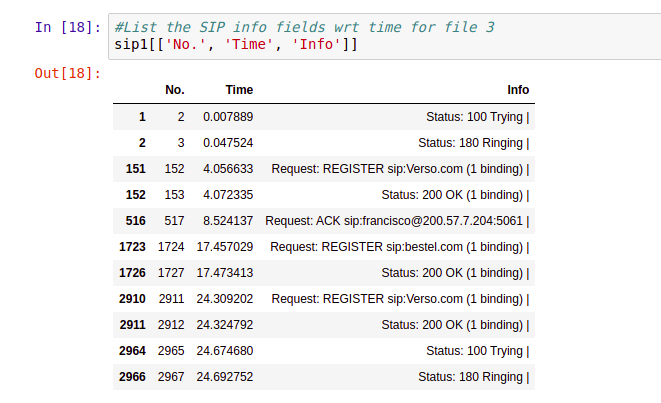 In [18]: #List the SIP info fields wrt time for file 3
sip1[['No.', 'Time', 'Info']]
Out[18]:
No. Time Info
1 2 0.007889 Status: 100 Trying |
2 3 0.047524 Status: 180 Ringing |
151 152 4.056633 Request: REGISTER sip:Verso.com (1 binding) |
152 153 4.072335 Status: 200 OK (1 binding) |
516 517 8.524137 Request: ACK sip:francisco@200.57.7.204:5061 |
1723 1724 17.457029 Request: REGISTER sip:bestel.com (1 binding) |
1726 1727 17.473413 Status: 200 OK (1 binding) |
2910 2911 24.309202 Request: REGISTER sip:Verso.com (1 binding) |
2911 2912 24.324792 Status: 200 OK (1 binding) |
2964 2965 24.674680 Status: 100 Trying |
2966 2967 24.692752 Status: 180 Ringing |